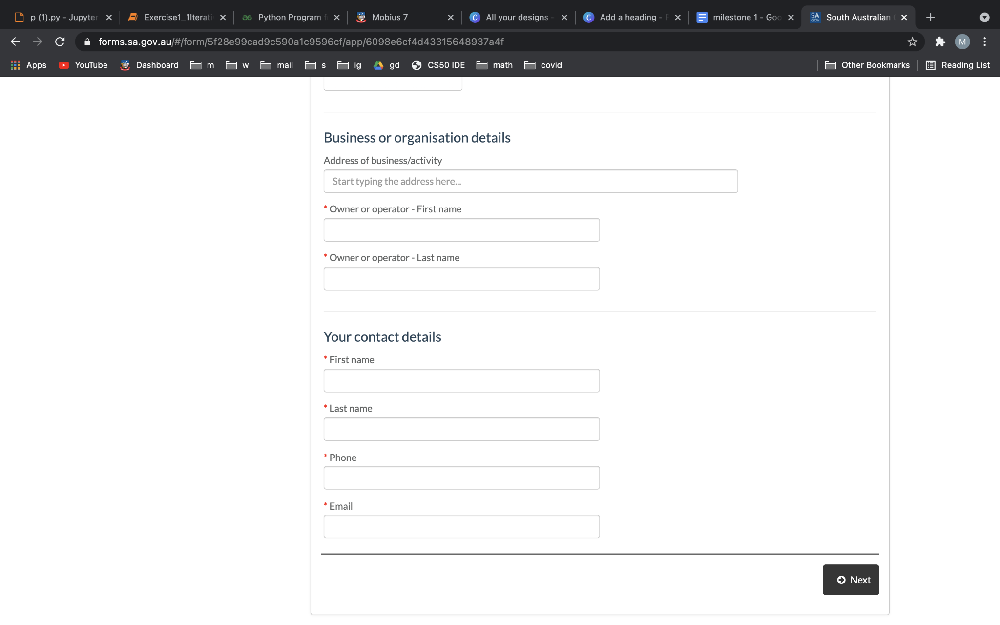 p (1).py - Jupyter
Exercise1_1Iterati
Python Program f
Mobius 7
All your designs -
Add a heading - P
milestone 1 - Goo
SA GOV
South Australian
forms.sa.gov.au/#/form/5f28e99cad9c590a1c9596cf/app/6098e6cf4d43315648937a4f
M
Apps
YouTube
Dashboard
m
w
mail
s
ig
gd
CS50 IDE
math
covid
Other Bookmarks
Reading List
Business or organisation details
Address of business/activity
Start typing the address here...
* Owner or operator - First name
* Owner or operator - Last name
Your contact details
* First name
* Last name
* Phone
* Email
Next